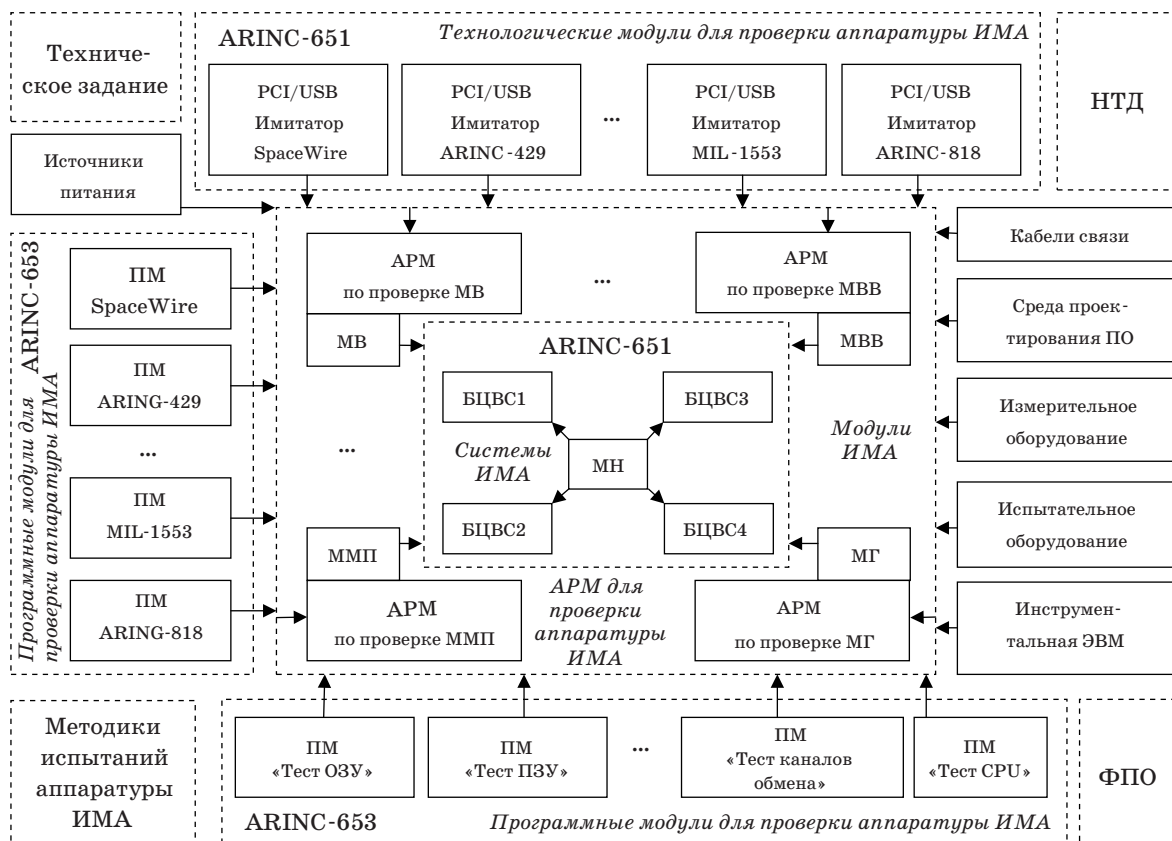 Техниче-
ское задание
ARINC-651
Технологические модули для проверки аппаратуры ИМА
PCI/USB
Имитатор
SpaceWire
PCI/USB
Имитатор
ARINC-429
...
PCI/USB
Имитатор
MIL-1553
PCI/USB
Имитатор
ARINC-818
НТД
Источники
питания
Программные модули для
проверки аппаратуры ИМА
ARINC-653
ПМ
SpaceWire
ПМ
ARING-429
...
ПМ
MIL-1553
ПМ
ARING-818
АРМ
по проверке МВ
МВ
...
АРМ
по проверке МВВ
МВВ
ARINC-651
БЦВС1
БЦВС3
Системы
ИМА
МН
БЦВС2
БЦВС4
...
Модули
ИМА
ММП
АРМ
по проверке ММП
АРМ для
проверки
аппаратуры
ИМА
МГ
АРМ
по проверке МГ
Кабели связи
Среда проек-
тирования ПО
Измерительное
оборудование
Испытательное
оборудование
Инструмен-
тальная ЭВМ
Методики
испытаний
аппаратуры
ИМА
ПМ
«Тест ОЗУ»
ПМ
«Тест ПЗУ»
...
ПМ
«Тест каналов
обмена»
ПМ
«Тест CPU»
ARINC-653
Программные модули для проверки аппаратуры ИМА
ФПО